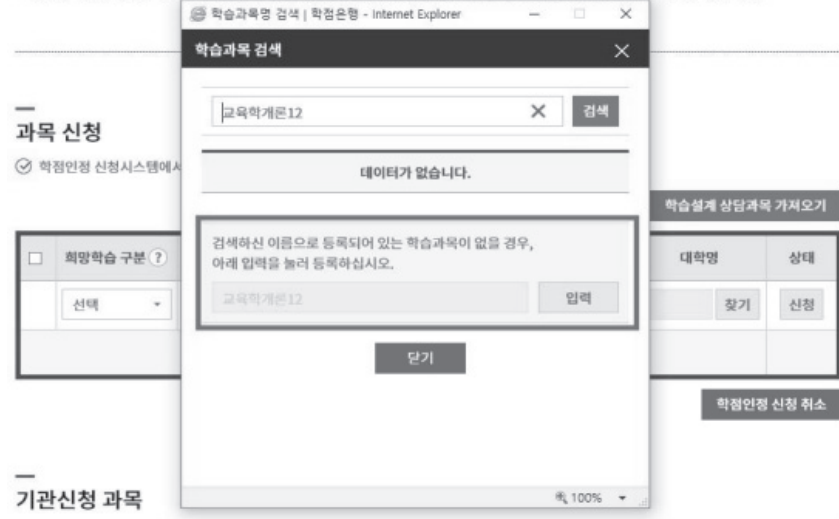 학습과목명 검색 | 학점은행 - Internet Explorer
학습과목 검색
교육학개론12
검색
데이터가 없습니다.
과목 신청
학점인정 신청시스템에서
학습설계 상담과목 가져오기
검색하신 이름으로 등록되어 있는 학습과목이 없을 경우,
아래 입력을 눌러 등록하십시오.
교육학개론12
입력
희망학습 구분 ?
대학명
상태
선택
찾기
신청
닫기
학점인정 신청 취소
기관신청 과목
100%